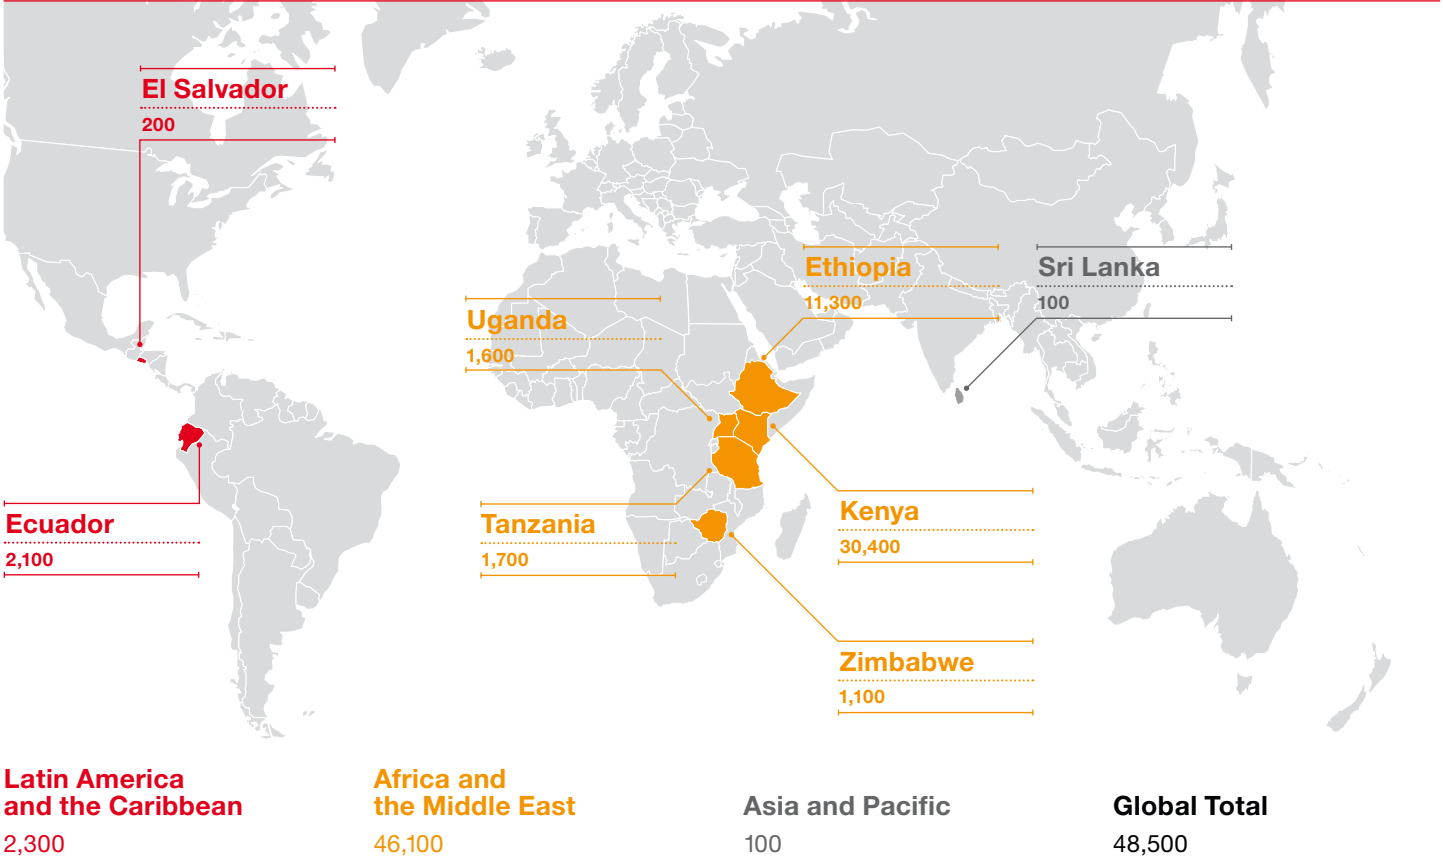 El Salvador
200
Ethiopia
11,300
Sri Lanka
100
Uganda
1,600
Ecuador
2,100
Tanzania
1,700
Kenya
30,400
Zimbabwe
1,100
Latin America
and the Caribbean
2,300
Africa and
the Middle East
46,100
Asia and Pacific
100
Global Total
48,500